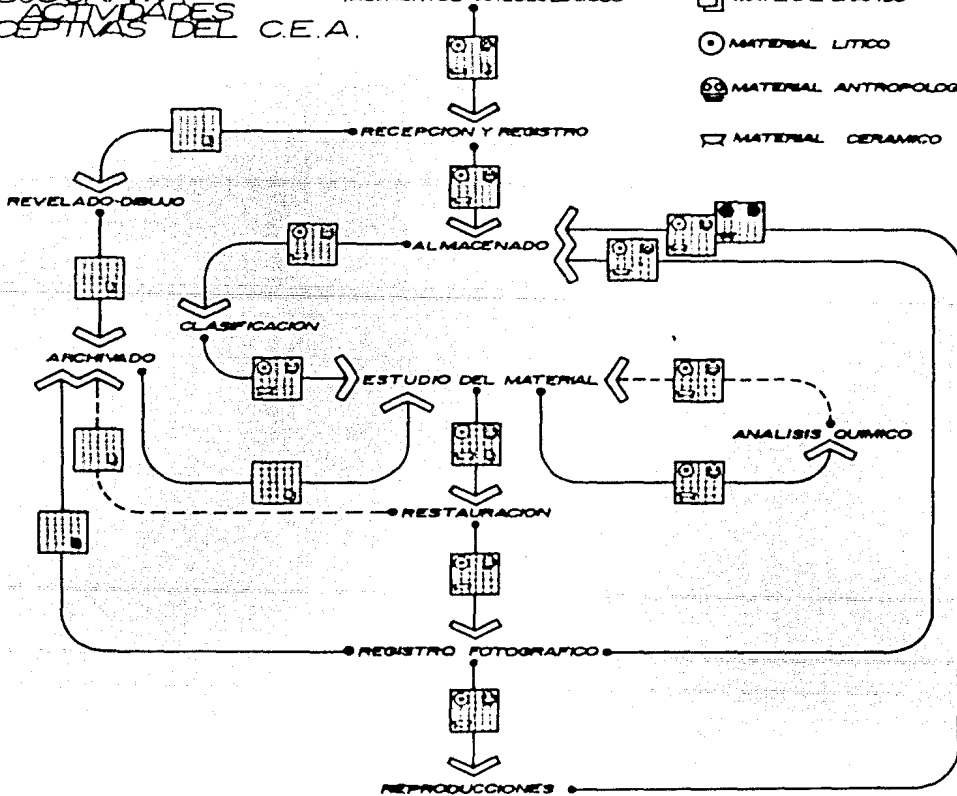 ACTIVIDADES
DEL C.E.A.
MATERIAL LITICO
MATERIAL ANTROPOLOG
MATERIAL CERAMICO
RECEPCION Y REGISTRO
REVELADO-DIBUJO
ALMACENADO
CLASIFICACION
ARCHIVADO
ESTUDIO DEL MATERIAL
ANALISIS QUIMICO
RESTAURACION
REGISTRO FOTOGRAFICO
REPRODUCCIONES